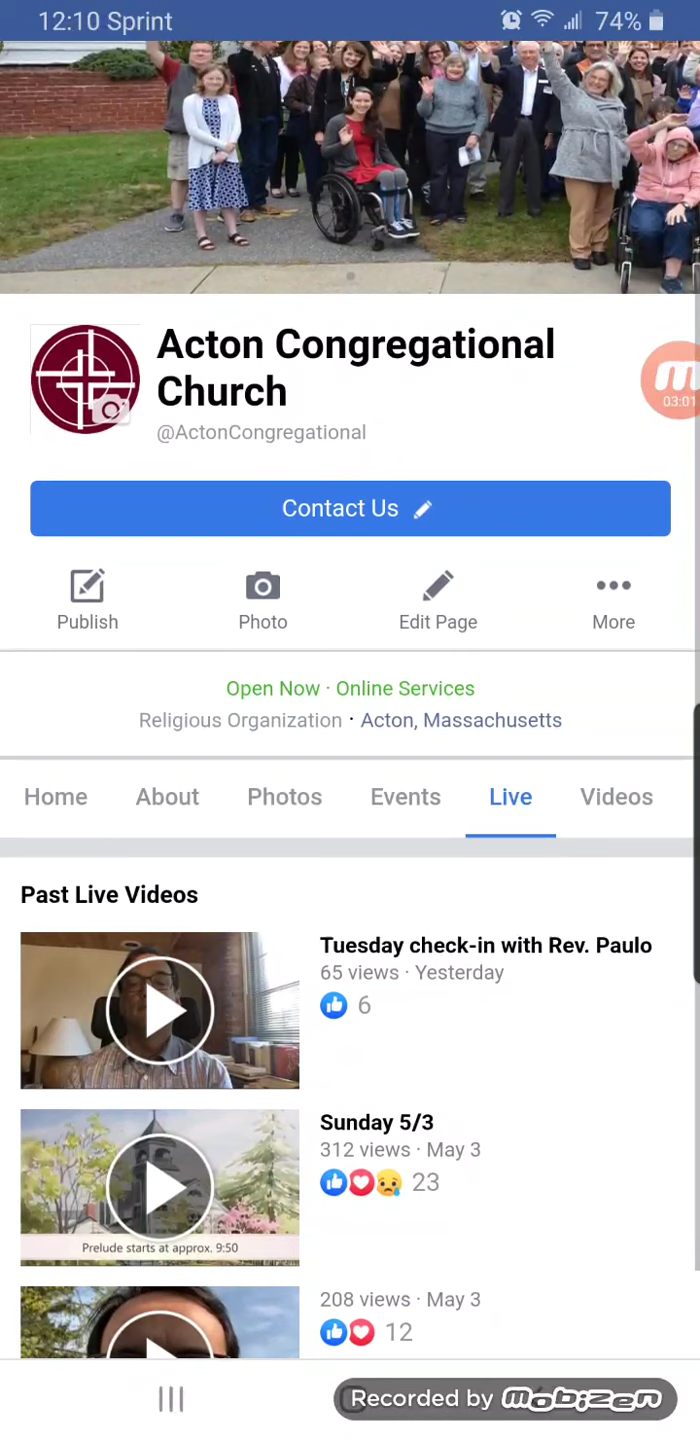 12:10 Sprint 74%
Acton Congregational
Church
03:01
@ActonCongregational
Contact Us
Publish Photo Edit Page More
Open Now · Online Services
Religious Organization · Acton, Massachusetts
Home About Photos Events Live Videos
Past Live Videos
Tuesday check-in with Rev. Paulo
65 views · Yesterday
6
Sunday 5/3
312 views · May 3
23
Prelude starts at approx. 9:50
208 views · May 3
12
Recorded by mobizen